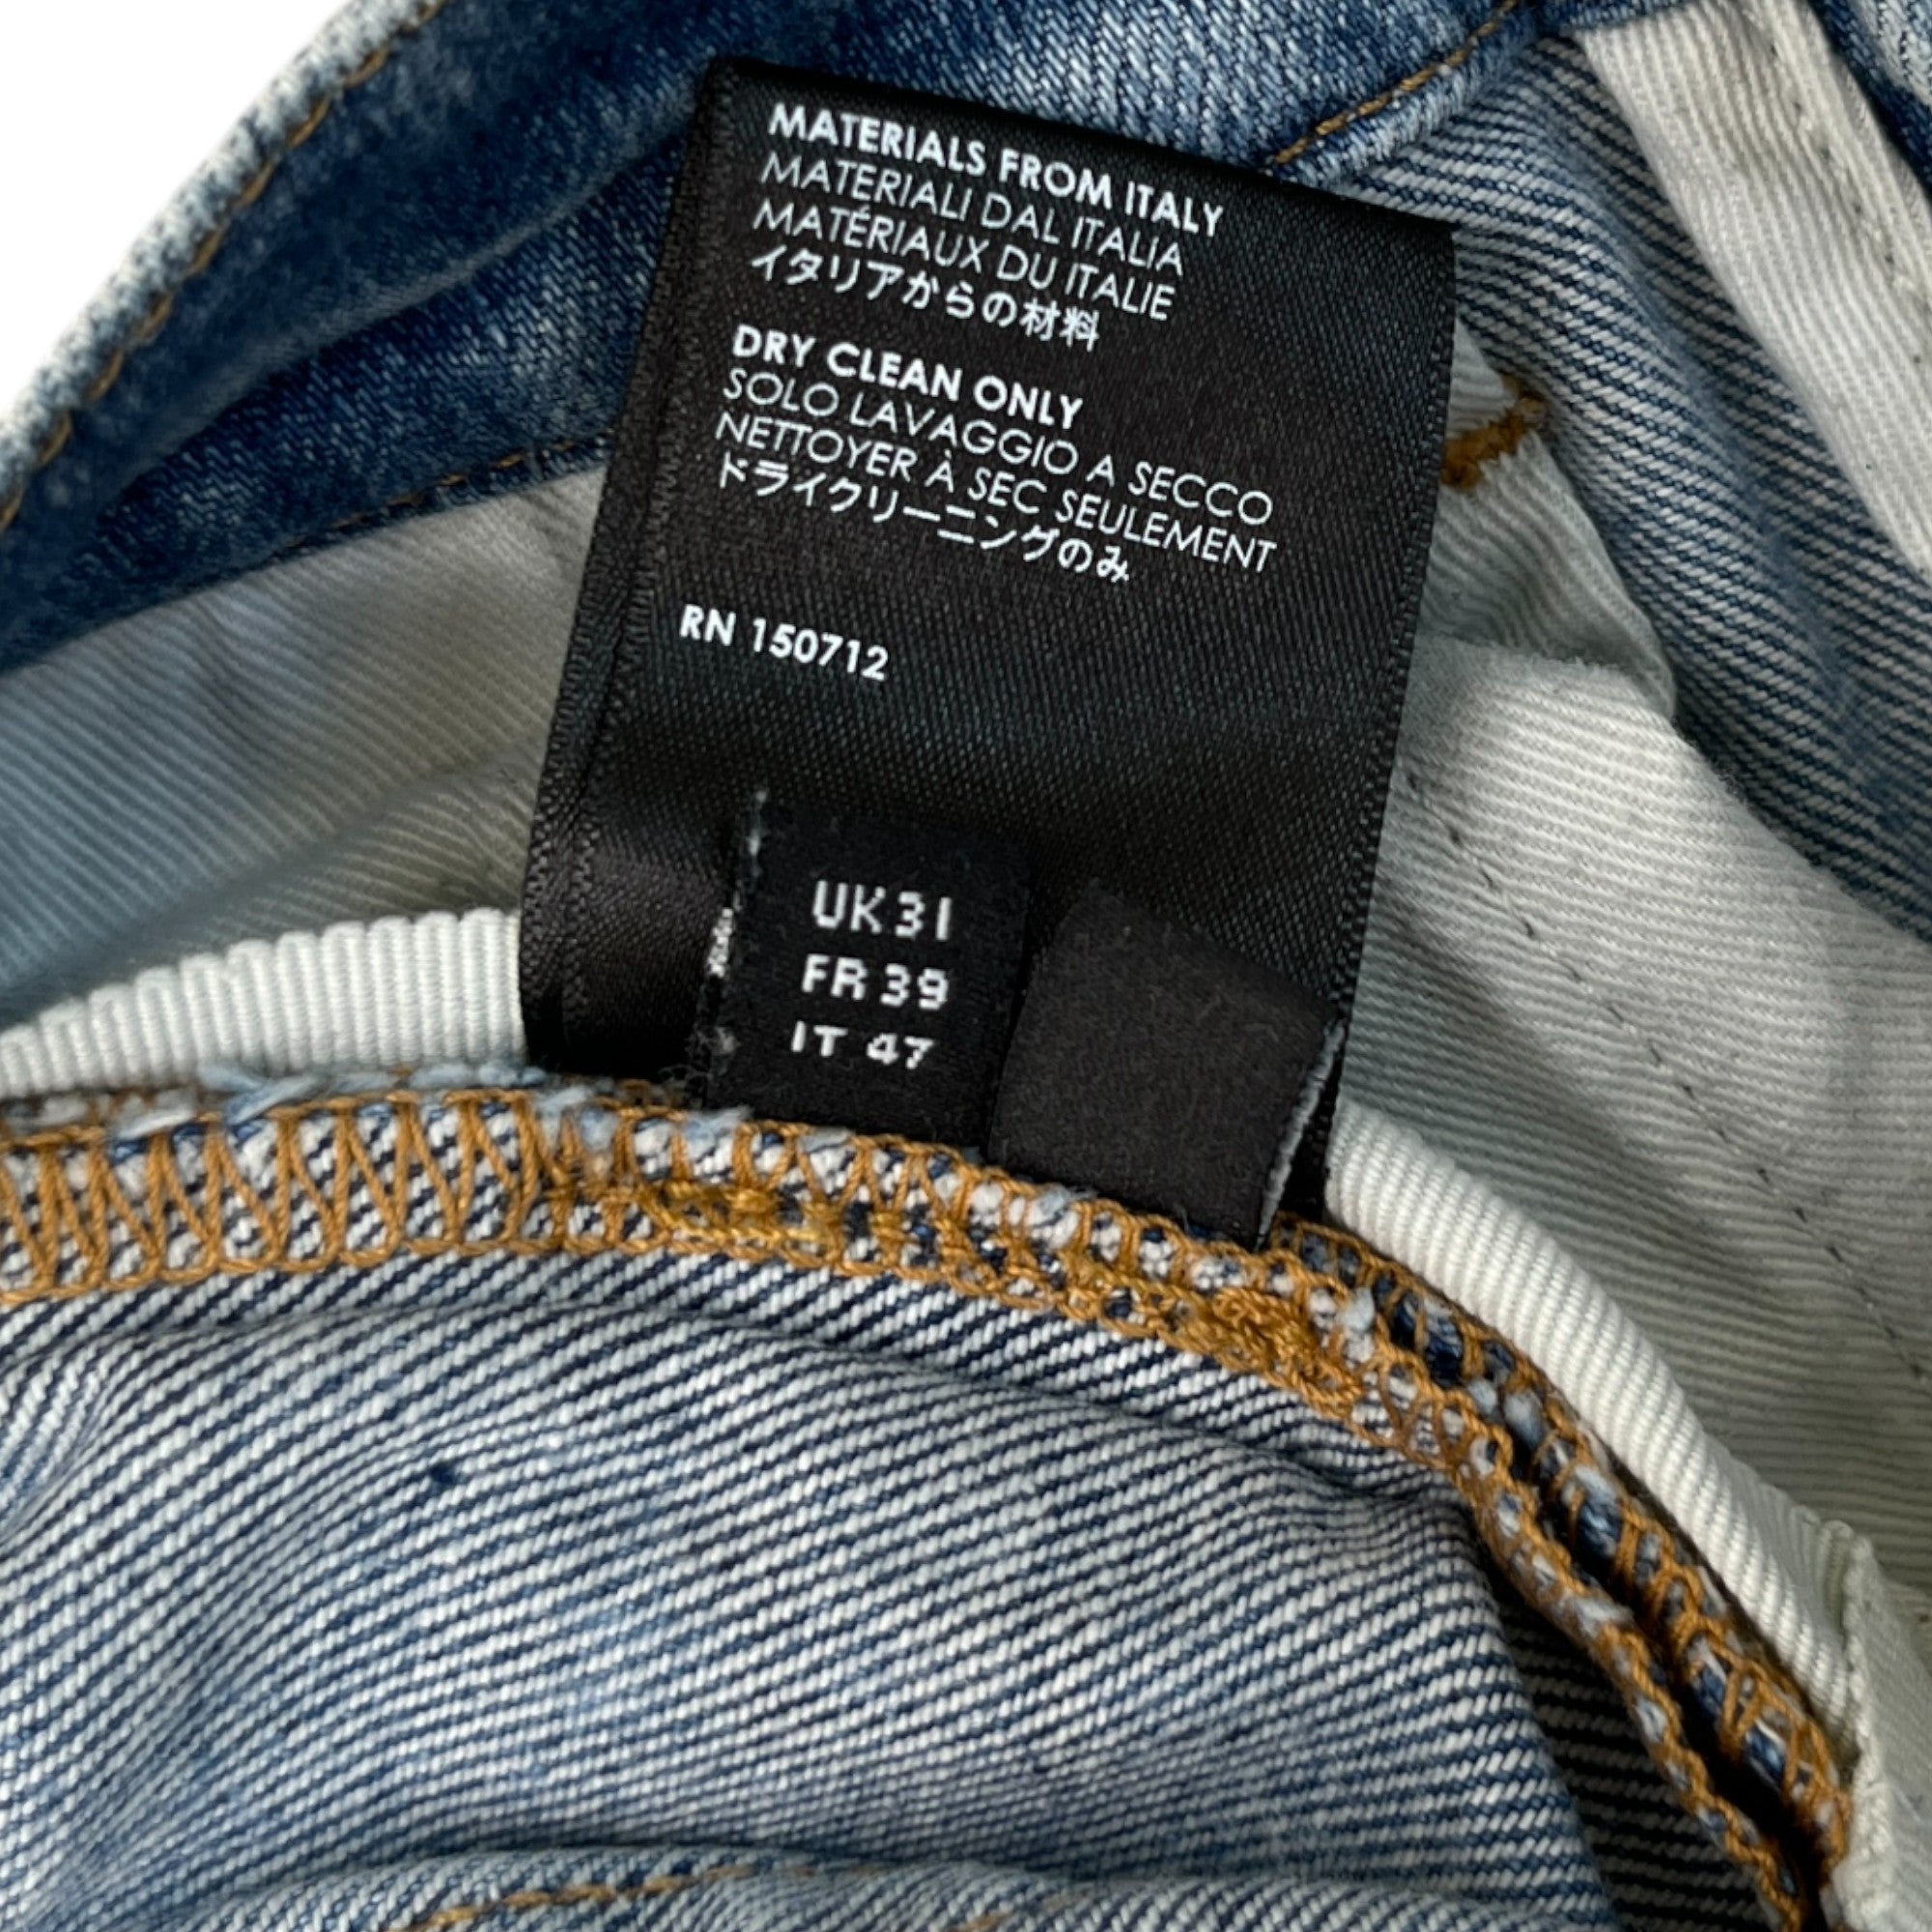 MATERIALS FROM ITALY
MATERIALI DAL ITALIA
MATÉRIAUX DU ITALIE
イタリアからの材料
DRY CLEAN ONLY
SOLO LAVAGGIO A SECCO
NETTOYER À SEC SEULEMENT
ドライクリーニングのみ
RN 150712
UK 31
FR 39
IT 47